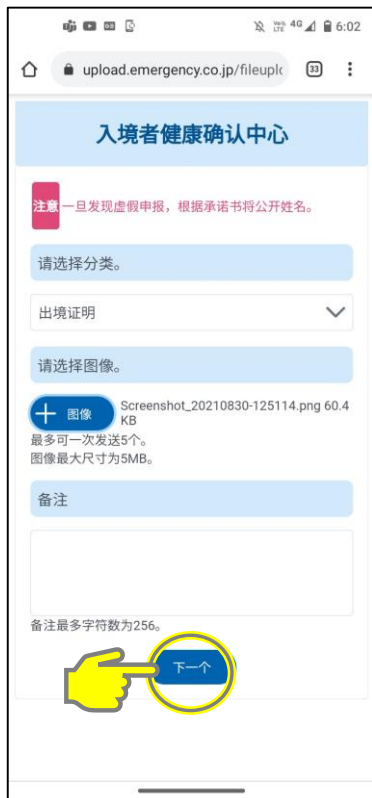 Voo LTE 4G 6:02
upload.emergency.co.jp/fileuplo 33
入境者健康确认中心
注意 一旦发现虚假申报，根据承诺书将公开姓名。
请选择分类。
出境证明
请选择图像。
图像 Screenshot_20210830-125114.png 60.4
KB
最多可一次发送5个。
图像最大尺寸为5MB。
备注
备注最多字符数为256。
下一个